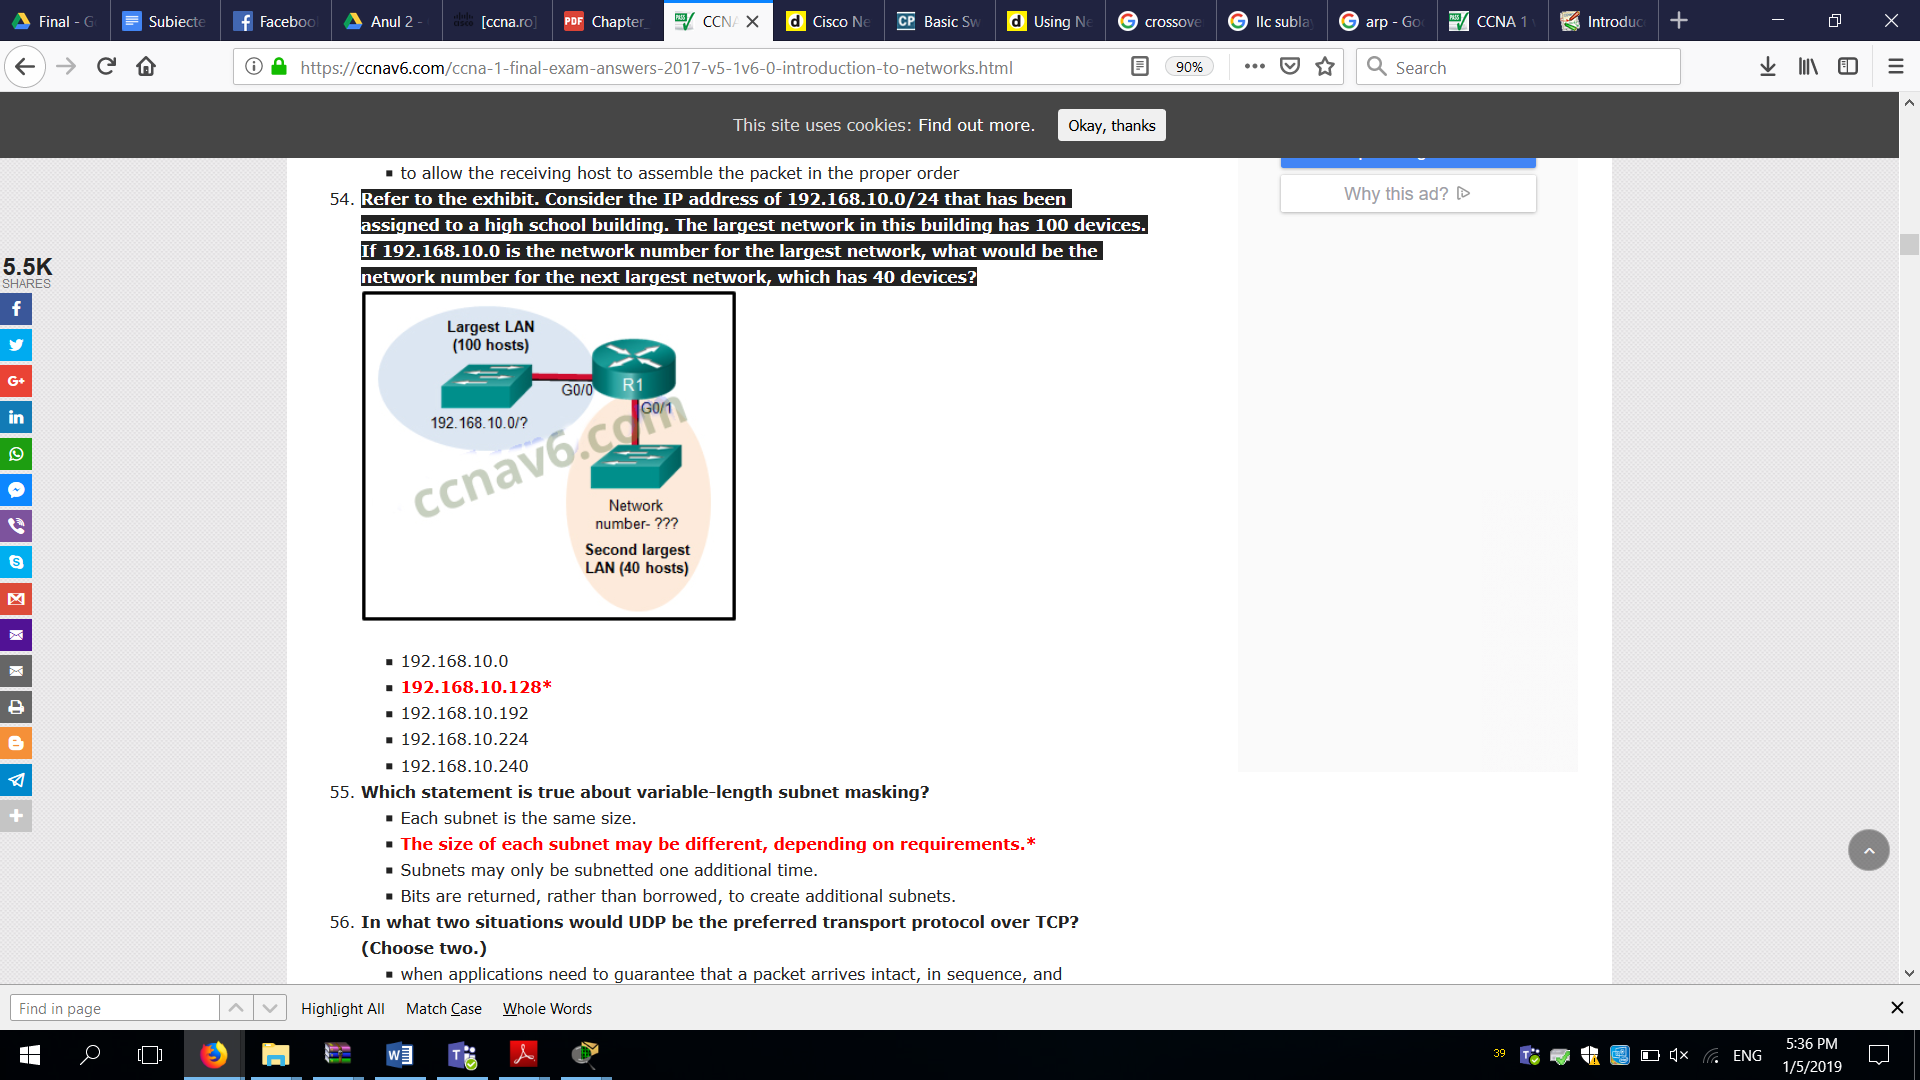 Final - G
Subiecte
Facebool
Anul 2 -
[ccna.ro]
Chapter_
CCNA
Cisco Ne
Basic Sw
Using Ne
crossove
llc subla
arp - Go
CCNA 1
Introduc
https://ccnav6.com/ccna-1-final-exam-answers-2017-v5-1v6-0-introduction-to-networks.html
90%
Search
This site uses cookies: Find out more.
Okay, thanks
to allow the receiving host to assemble the packet in the proper order
Why this ad?
54. Refer to the exhibit. Consider the IP address of 192.168.10.0/24 that has been
assigned to a high school building. The largest network in this building has 100 devices.
If 192.168.10.0 is the network number for the largest network, what would be the
network number for the next largest network, which has 40 devices?
5.5K
SHARES
Largest LAN
(100 hosts)
G0/0
R1
G0/1
192.168.10.0/?
ccnav6.com
Network
number- ???
Second largest
LAN (40 hosts)
192.168.10.0
192.168.10.128*
192.168.10.192
192.168.10.224
192.168.10.240
55. Which statement is true about variable-length subnet masking?
Each subnet is the same size.
The size of each subnet may be different, depending on requirements.*
Subnets may only be subnetted one additional time.
Bits are returned, rather than borrowed, to create additional subnets.
56. In what two situations would UDP be the preferred transport protocol over TCP?
(Choose two.)
when applications need to guarantee that a packet arrives intact, in sequence, and
Find in page
Highlight All
Match Case
Whole Words
39
ENG
5:36 PM
1/5/2019